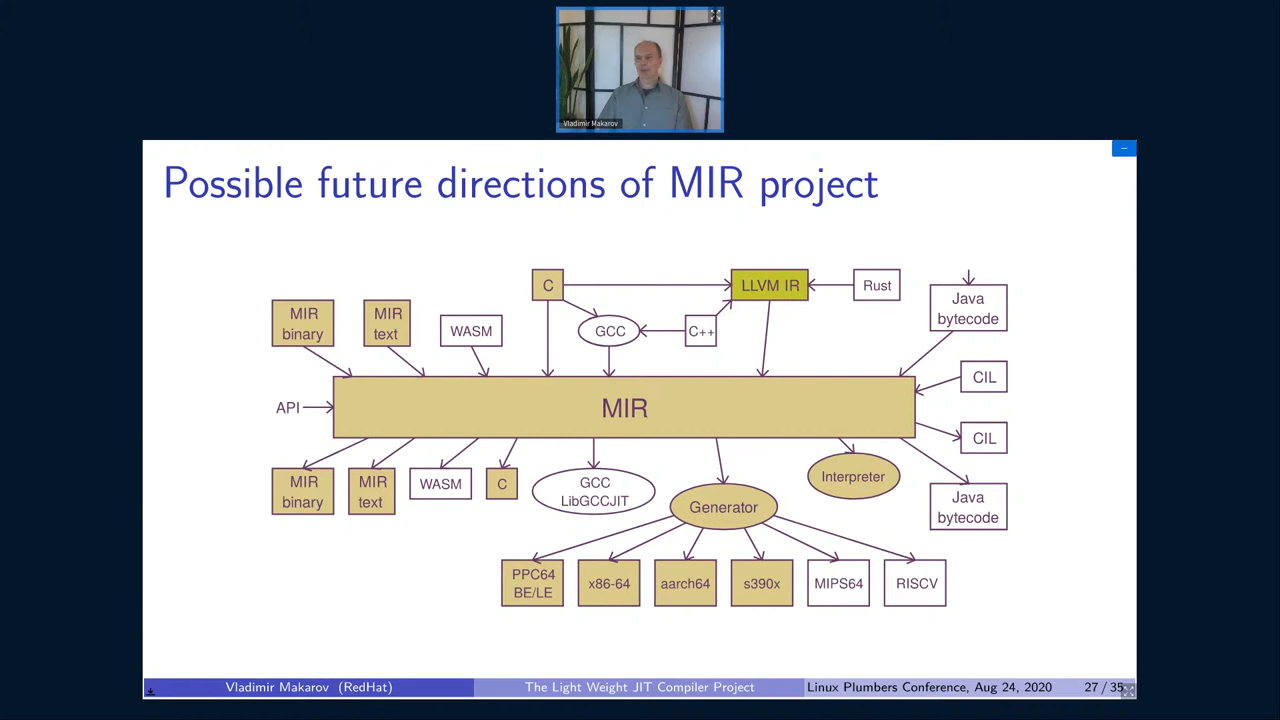 Vladimir Makarov
Possible future directions of MIR project
C
LLVM IR
Rust
Java
bytecode
MIR
binary
MIR
text
WASM
GCC
C++
CIL
API
MIR
CIL
MIR
binary
MIR
text
WASM
C
GCC
LibGCCJIT
Generator
Interpreter
Java
bytecode
PPC64
BE/LE
x86-64
aarch64
s390x
MIPS64
RISCV
Vladimir Makarov (RedHat)
The Light Weight JIT Compiler Project
Linux Plumbers Conference, Aug 24, 2020
27 / 35